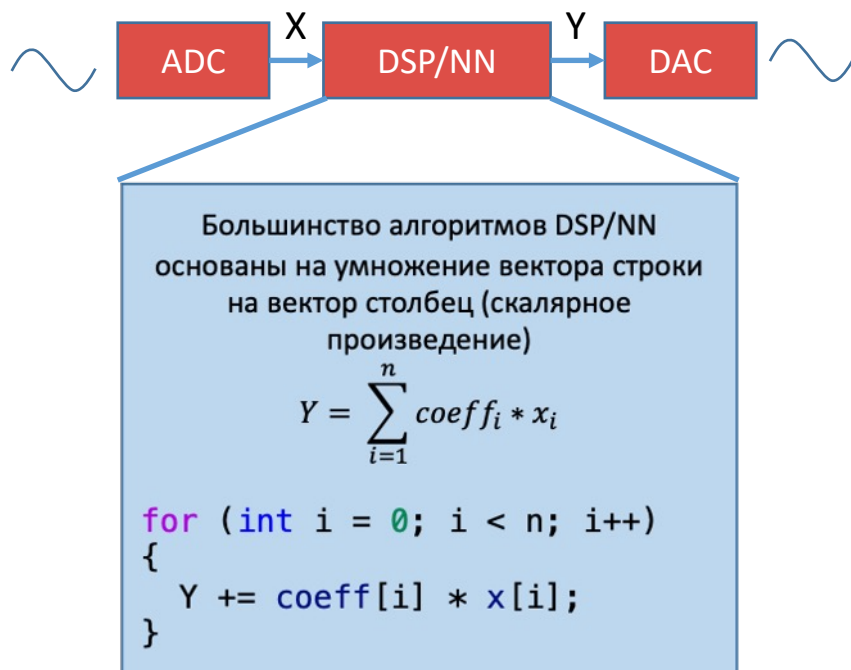 X Y
ADC DSP/NN DAC
Большинство алгоритмов DSP/NN
основаны на умножение вектора строки
на вектор столбец (скалярное
произведение)
n
Y = ∑ coeff_i * x_i
i=1
for (int i = 0; i < n; i++)
{
  Y += coeff[i] * x[i];
}